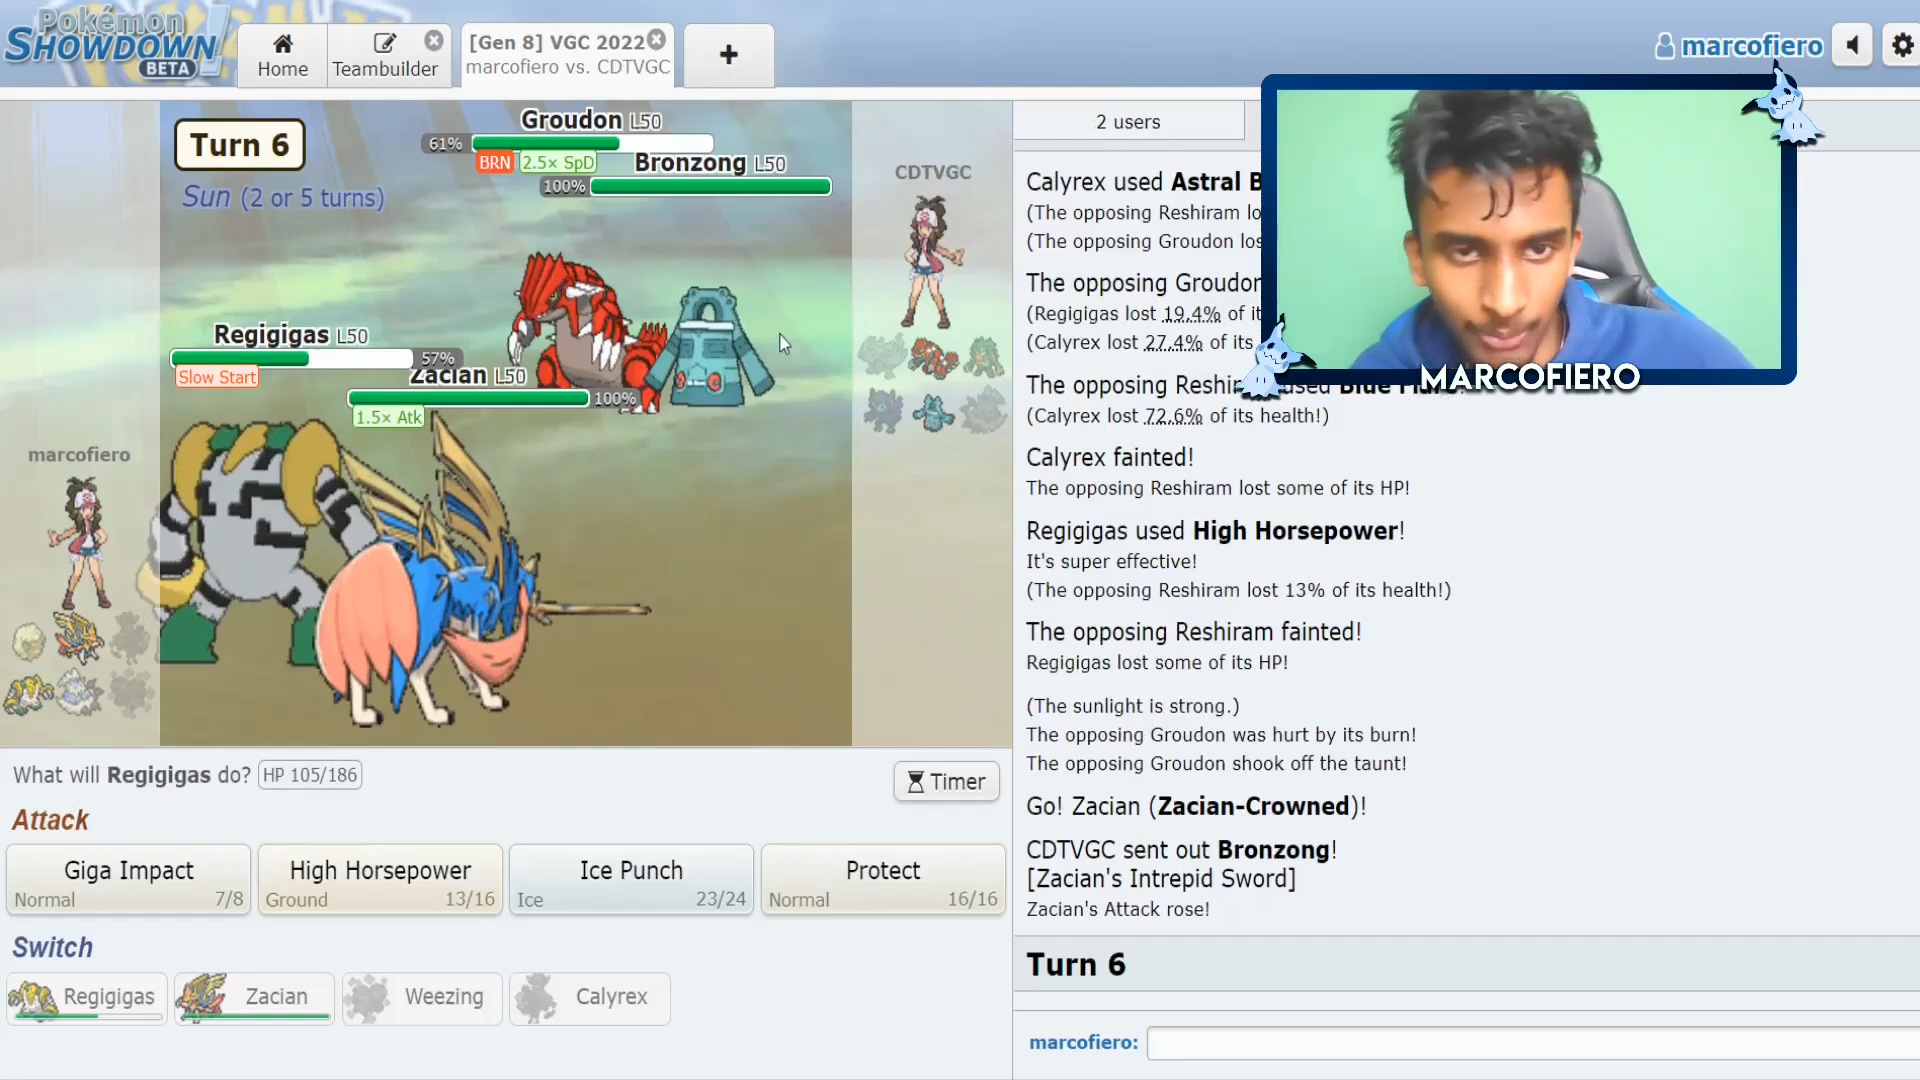 Pokémon
SHOWDOWN!
BETA
Home
Teambuilder
[Gen 8] VGC 2022
marcofiero vs. CDTVGC
+
marcofiero
Turn 6
Sun (2 or 5 turns)
Groudon L50
61%
BRN 2.5× SpD
Bronzong L50
100%
Regigigas L50
57%
Slow Start
Zacian L50
100%
1.5× Atk
marcofiero
CDTVGC
2 users
Calyrex used Astral B
(The opposing Reshiram lo
(The opposing Groudon los
The opposing Groudon
(Regigigas lost 19.4% of it
(Calyrex lost 27.4% of its
The opposing Reshi used Blue
(Calyrex lost 72.6% of its health!)
Calyrex fainted!
The opposing Reshiram lost some of its HP!
Regigigas used High Horsepower!
It's super effective!
(The opposing Reshiram lost 13% of its health!)
The opposing Reshiram fainted!
Regigigas lost some of its HP!
(The sunlight is strong.)
The opposing Groudon was hurt by its burn!
The opposing Groudon shook off the taunt!
Go! Zacian (Zacian-Crowned)!
CDTVGC sent out Bronzong!
[Zacian's Intrepid Sword]
Zacian's Attack rose!
Turn 6
marcofiero:
MARCOFIERO
What will Regigigas do? HP 105/186
Timer
Attack
Giga Impact
Normal 7/8
High Horsepower
Ground 13/16
Ice Punch
Ice 23/24
Protect
Normal 16/16
Switch
Regigigas
Zacian
Weezing
Calyrex